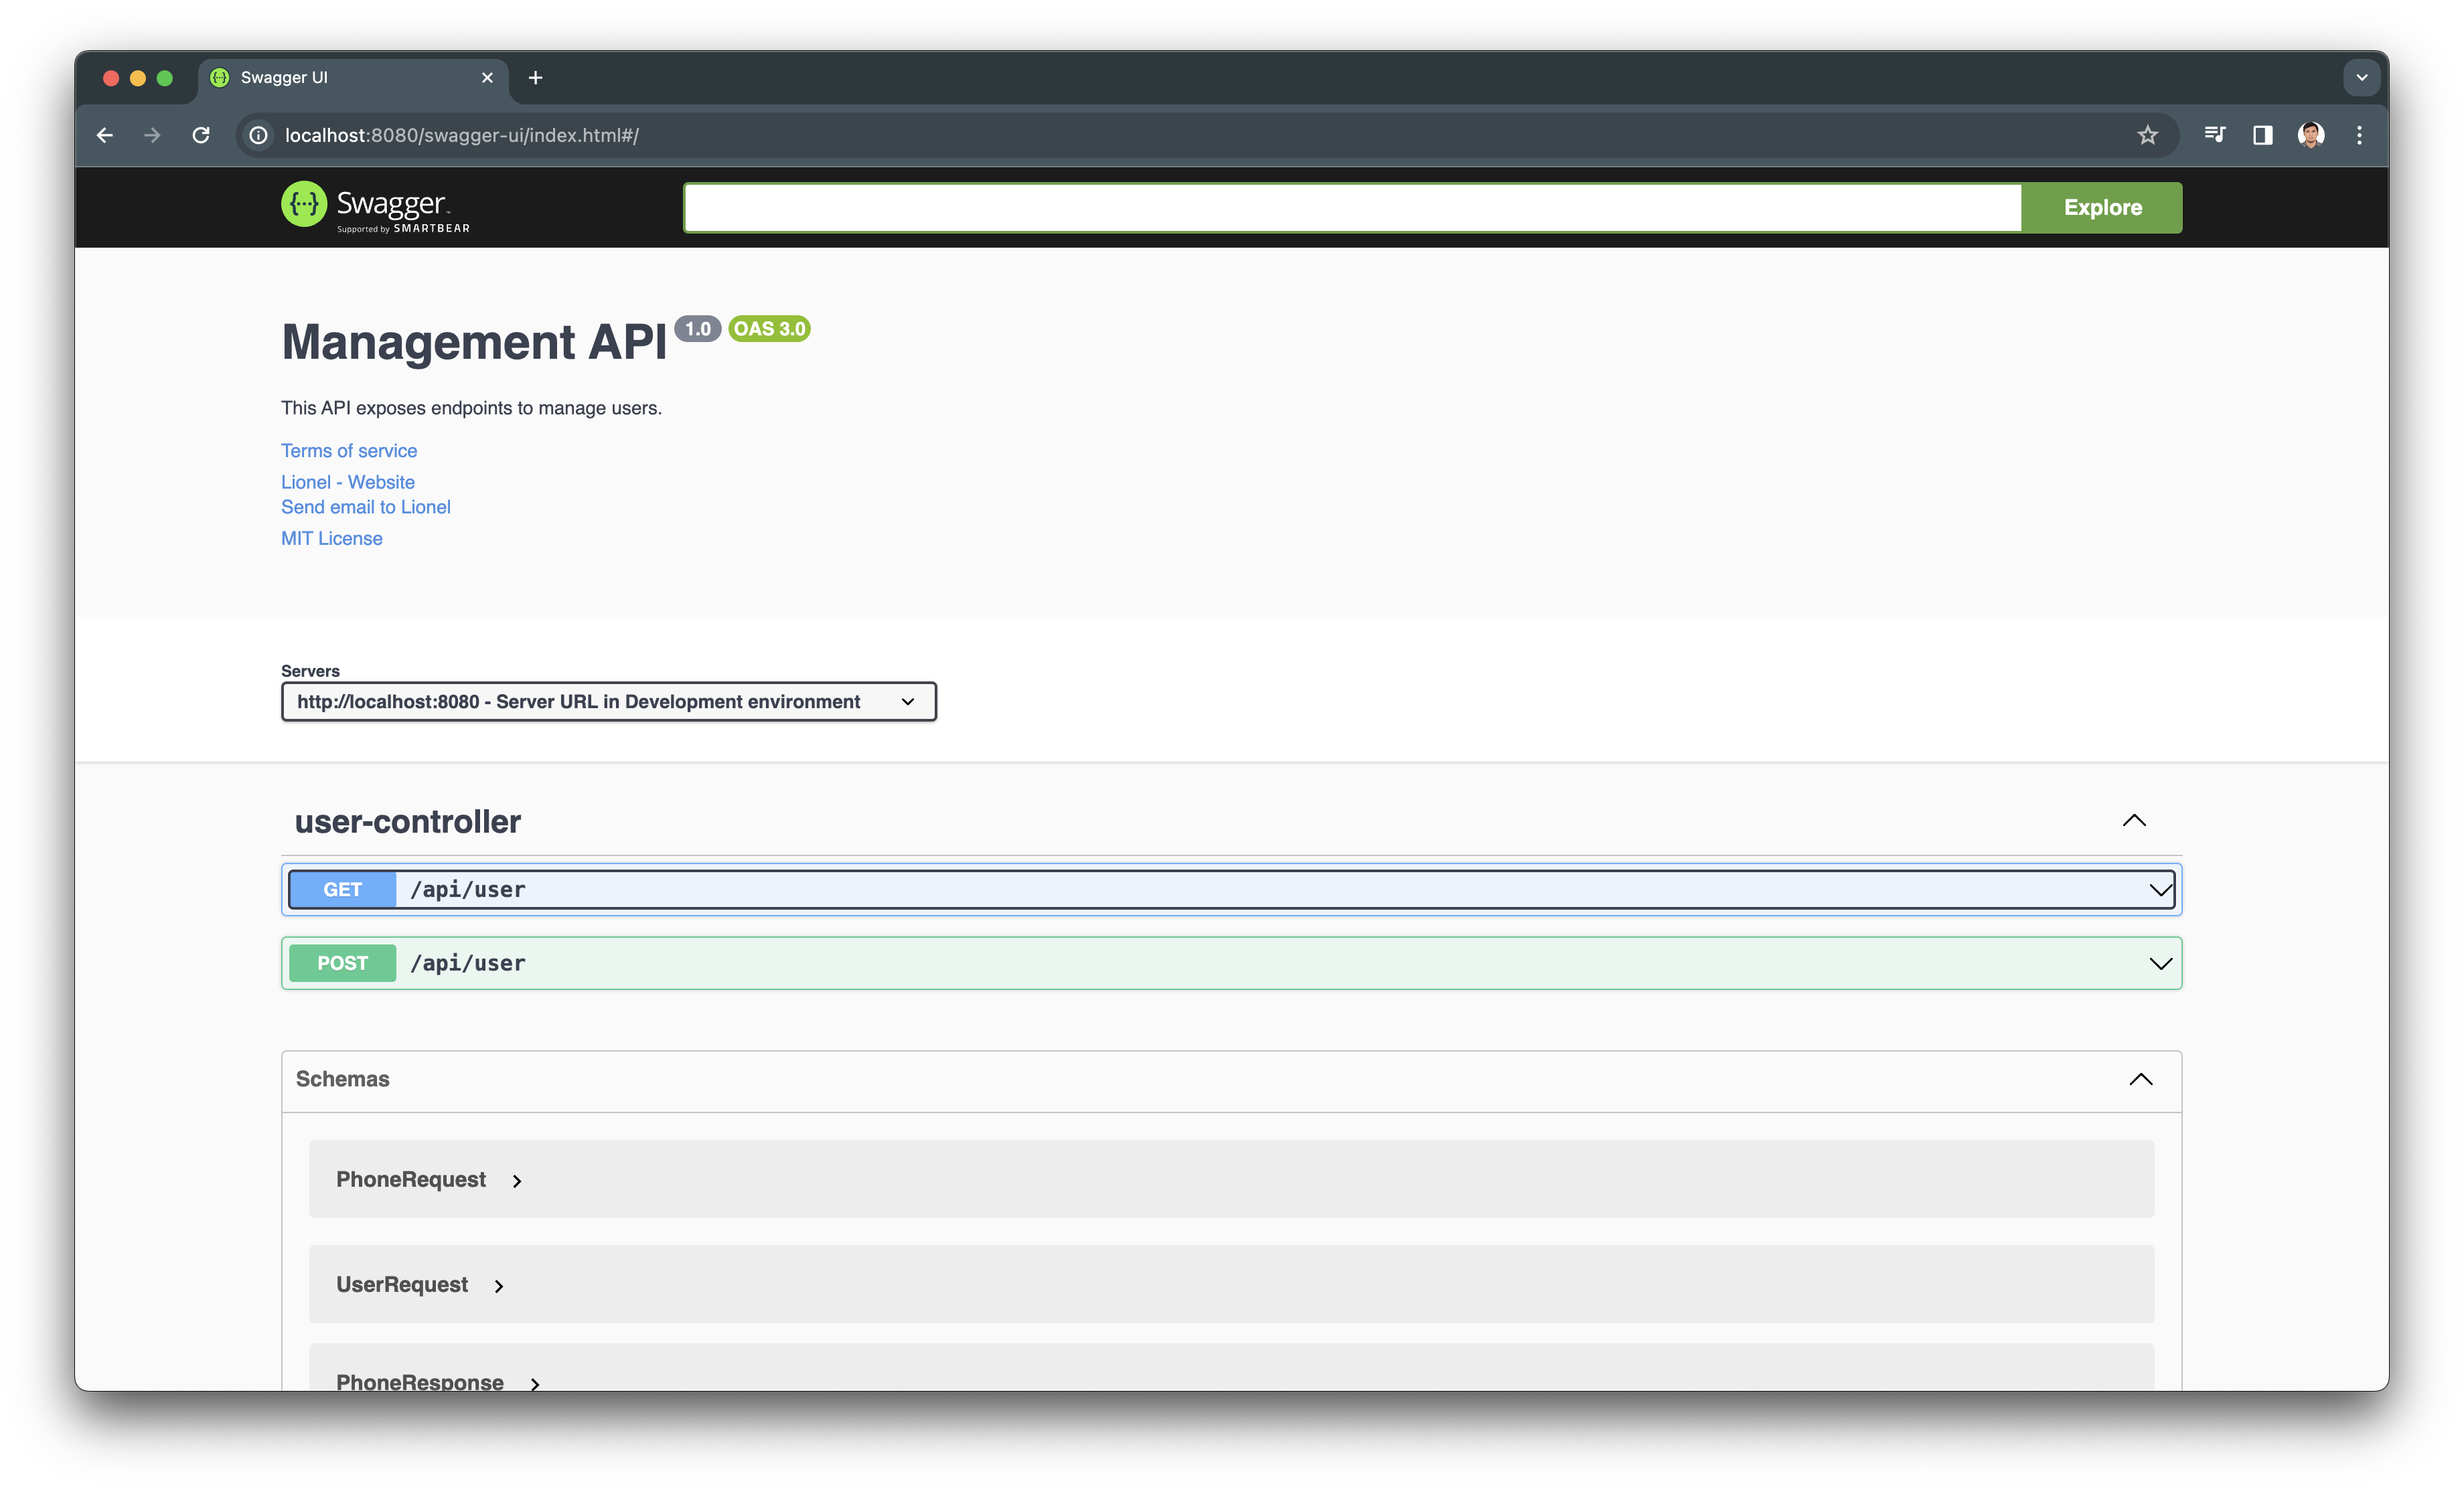 Swagger UI
localhost:8080/swagger-ui/index.html#/
{···} Swagger™
Supported by SMARTBEAR
Explore
Management API 1.0 OAS 3.0
This API exposes endpoints to manage users.
Terms of service
Lionel - Website
Send email to Lionel
MIT License
Servers
http://localhost:8080 - Server URL in Development environment
user-controller
GET /api/user
POST /api/user
Schemas
PhoneRequest
UserRequest
PhoneResponse